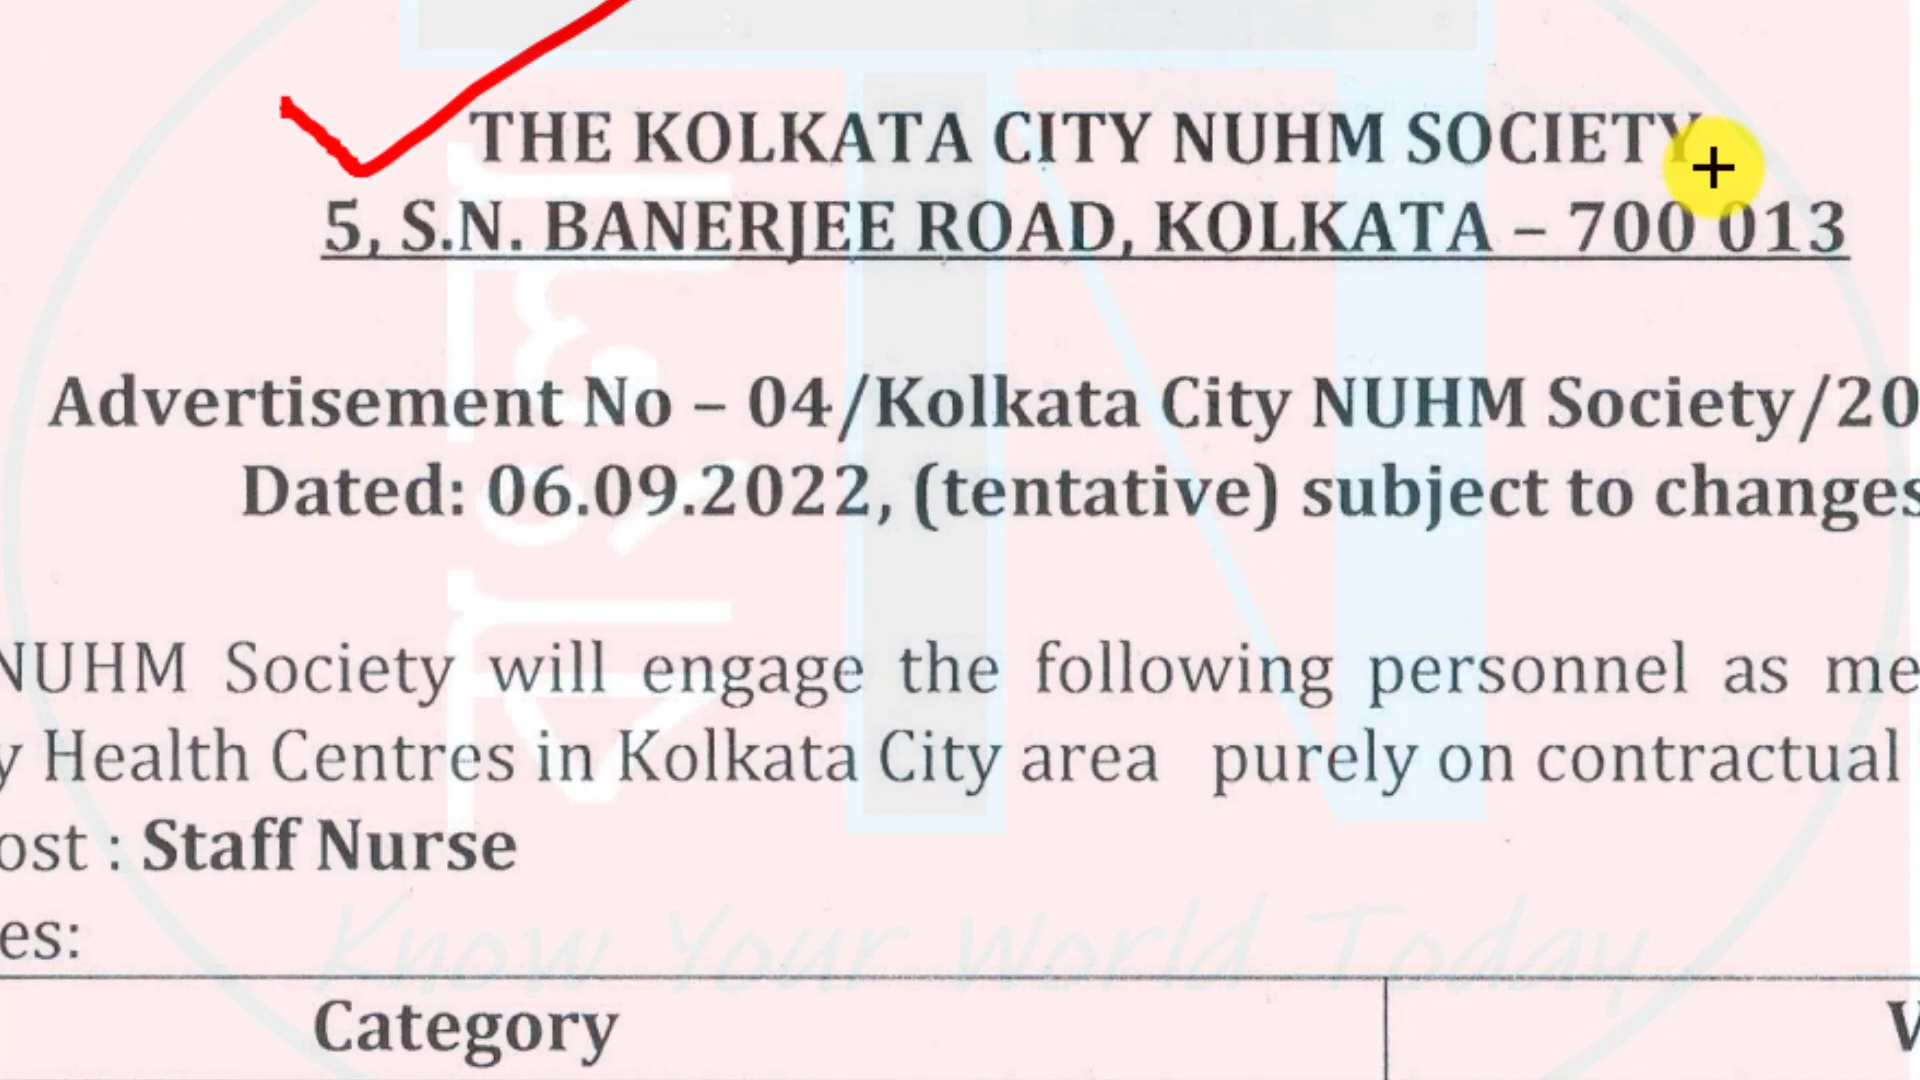 THE KOLKATA CITY NUHM SOCIETY
5, S.N. BANERJEE ROAD, KOLKATA – 700 013
Advertisement No – 04/Kolkata City NUHM Society/20
Dated: 06.09.2022, (tentative) subject to changes
NUHM Society will engage the following personnel as me
y Health Centres in Kolkata City area purely on contractual
ost : Staff Nurse
es:
Know Your World Today
Category
বাংলা
TN